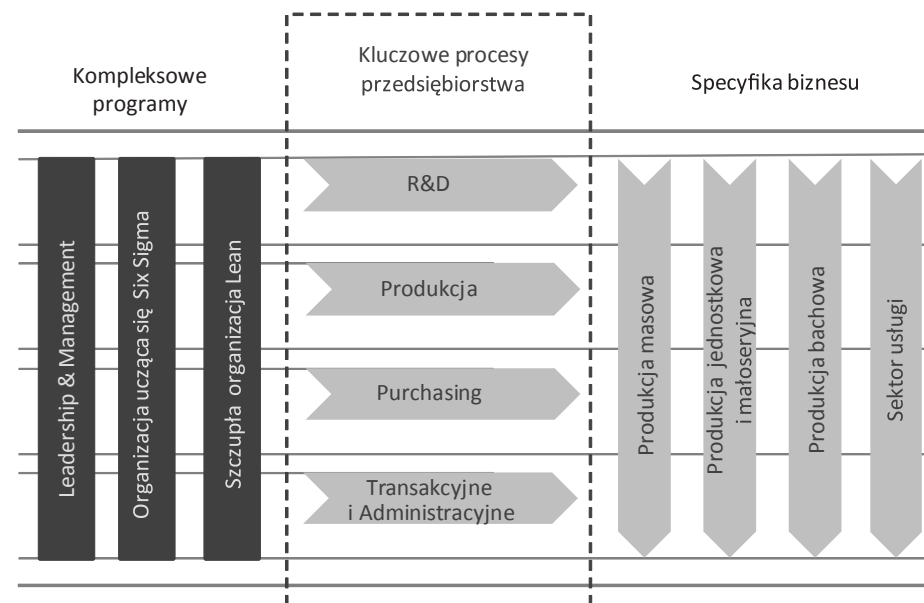 Kompleksowe
programy
Kluczowe procesy
przedsiębiorstwa
Specyfika biznesu
Leadership & Management
Organizacja ucząca się Six Sigma
Szczupła organizacja Lean
R&D
Produkcja
Purchasing
Transakcyjne
i Administracyjne
Produkcja masowa
Produkcja jednostkowa
i małoseryjna
Produkcja bachowa
Sektor usługi